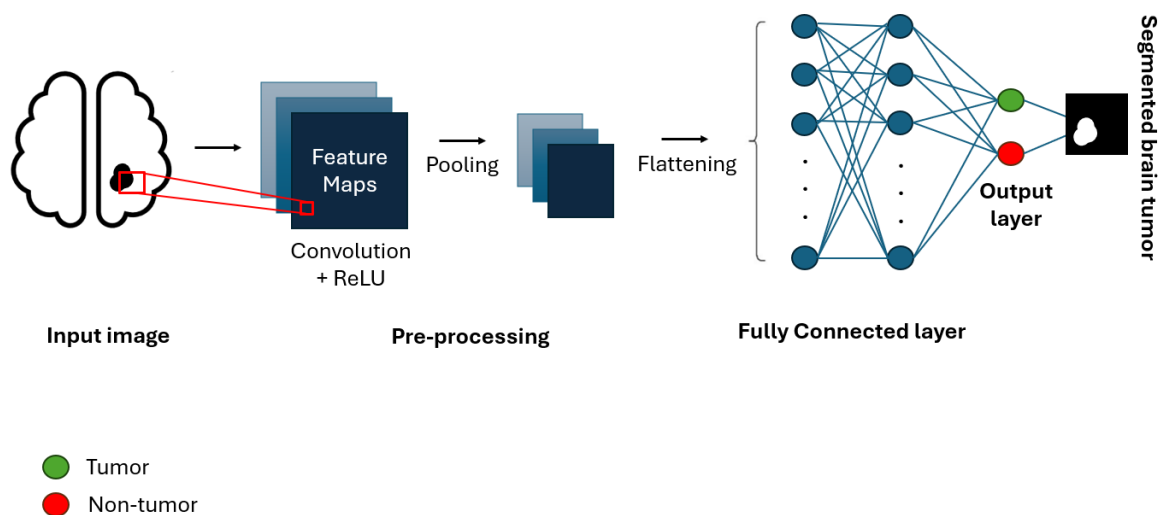 Feature
Maps
Convolution
+ ReLU
Pooling
Flattening
Output
layer
Segmented brain tumor
Input image
Pre-processing
Fully Connected layer
Tumor
Non-tumor